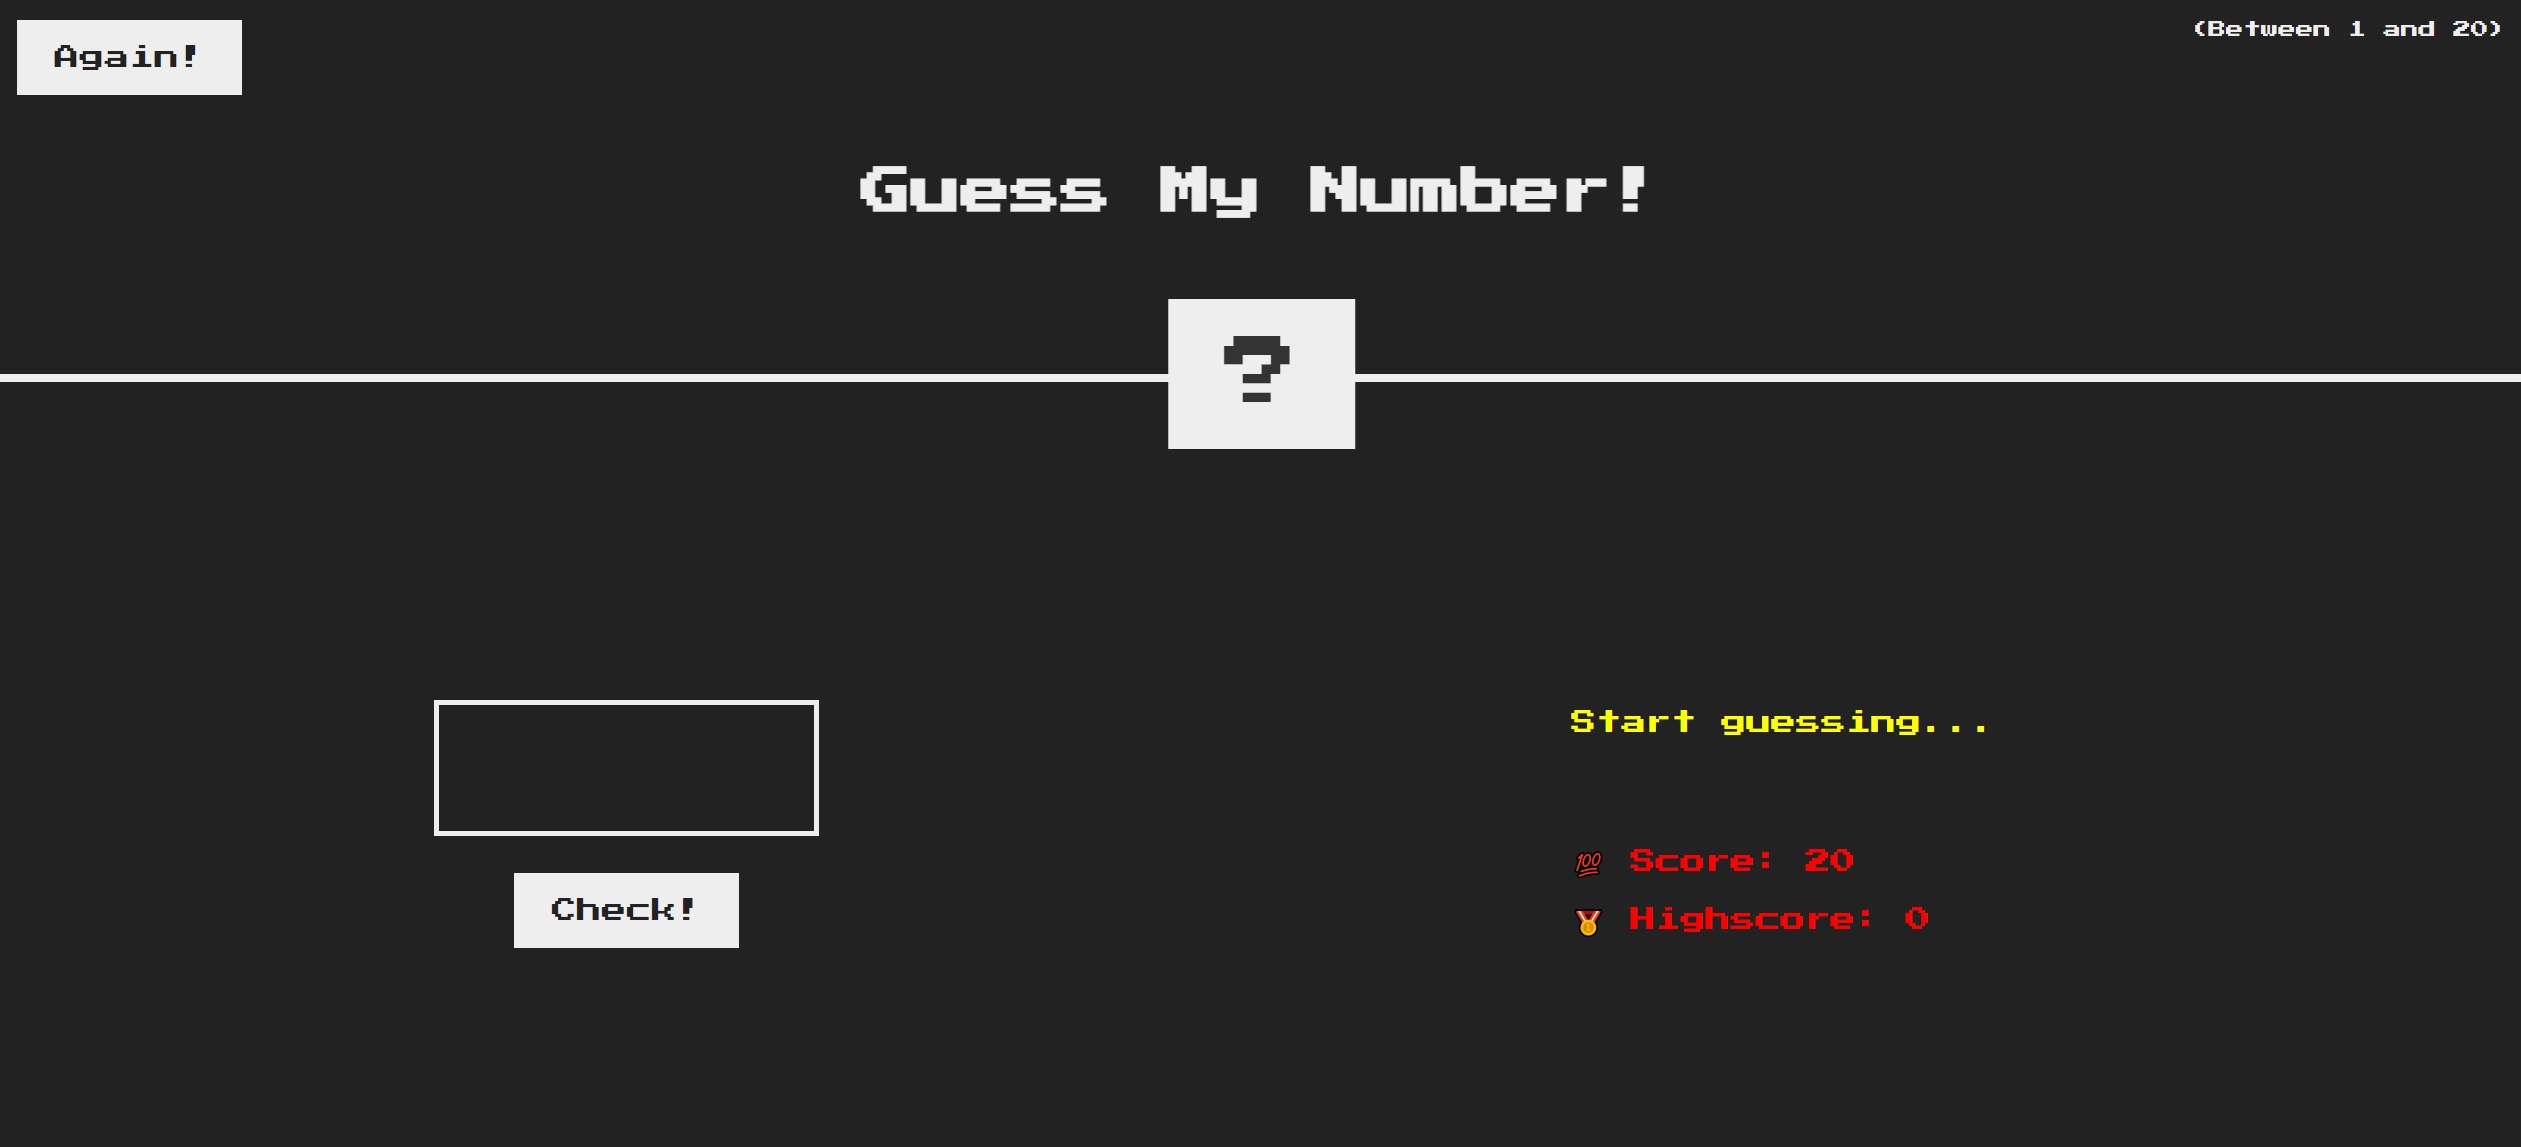 Again!
(Between 1 and 20)
Guess My Number!
?
Start guessing...
💯 Score: 20
🥇 Highscore: 0
Check!